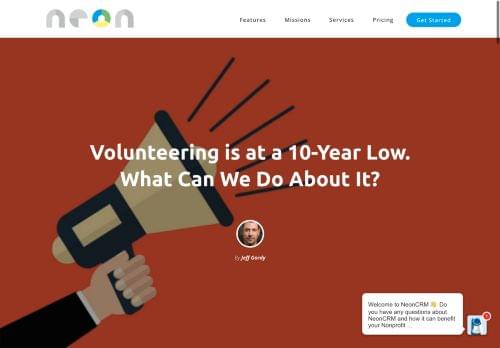 neon
Features
Missions
Services
Pricing
Get Started
Volunteering is at a 10-Year Low.
What Can We Do About It?
By Jeff Gordy
Welcome to NeonCRM 👋 Do
you have any questions about
NeonCRM and how it can benefit
your Nonprofit ...